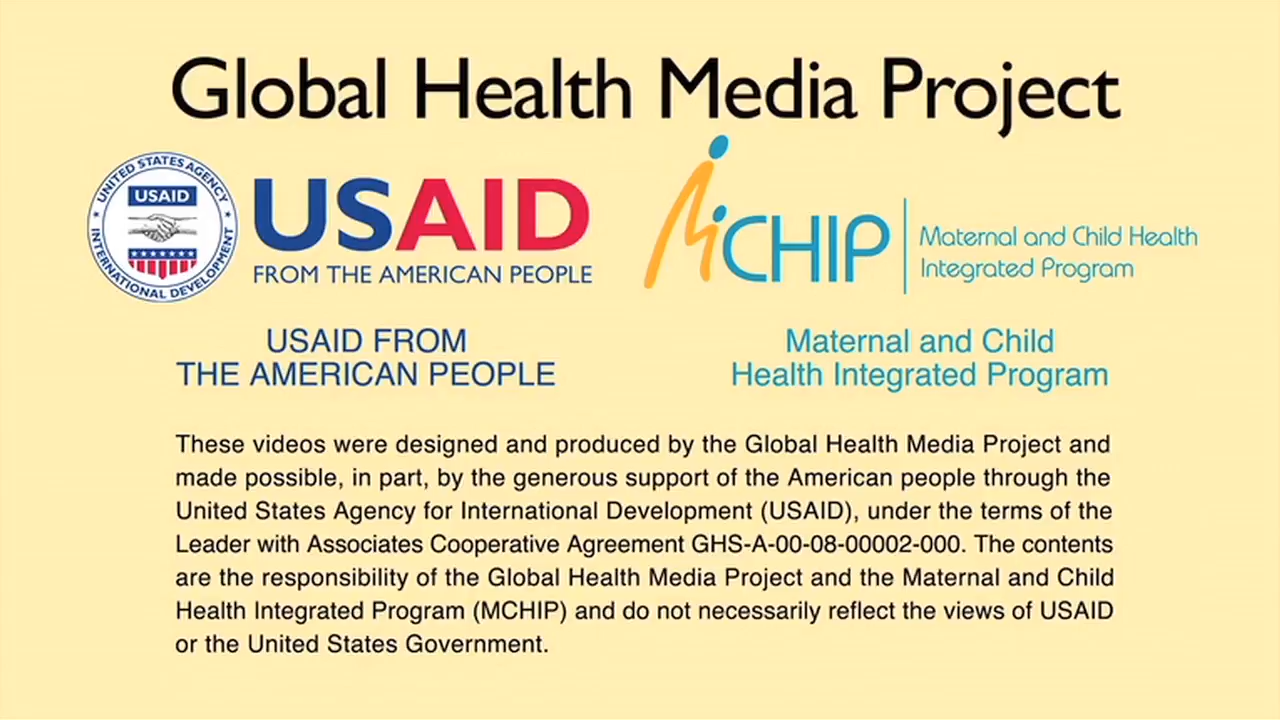 Global Health Media Project
UNITED STATES AGENCY
USAID
INTERNATIONAL DEVELOPMENT
USAID
FROM THE AMERICAN PEOPLE
MCHIP
Maternal and Child Health
Integrated Program
USAID FROM
THE AMERICAN PEOPLE
Maternal and Child
Health Integrated Program
These videos were designed and produced by the Global Health Media Project and
made possible, in part, by the generous support of the American people through the
United States Agency for International Development (USAID), under the terms of the
Leader with Associates Cooperative Agreement GHS-A-00-08-00002-000. The contents
are the responsibility of the Global Health Media Project and the Maternal and Child
Health Integrated Program (MCHIP) and do not necessarily reflect the views of USAID
or the United States Government.